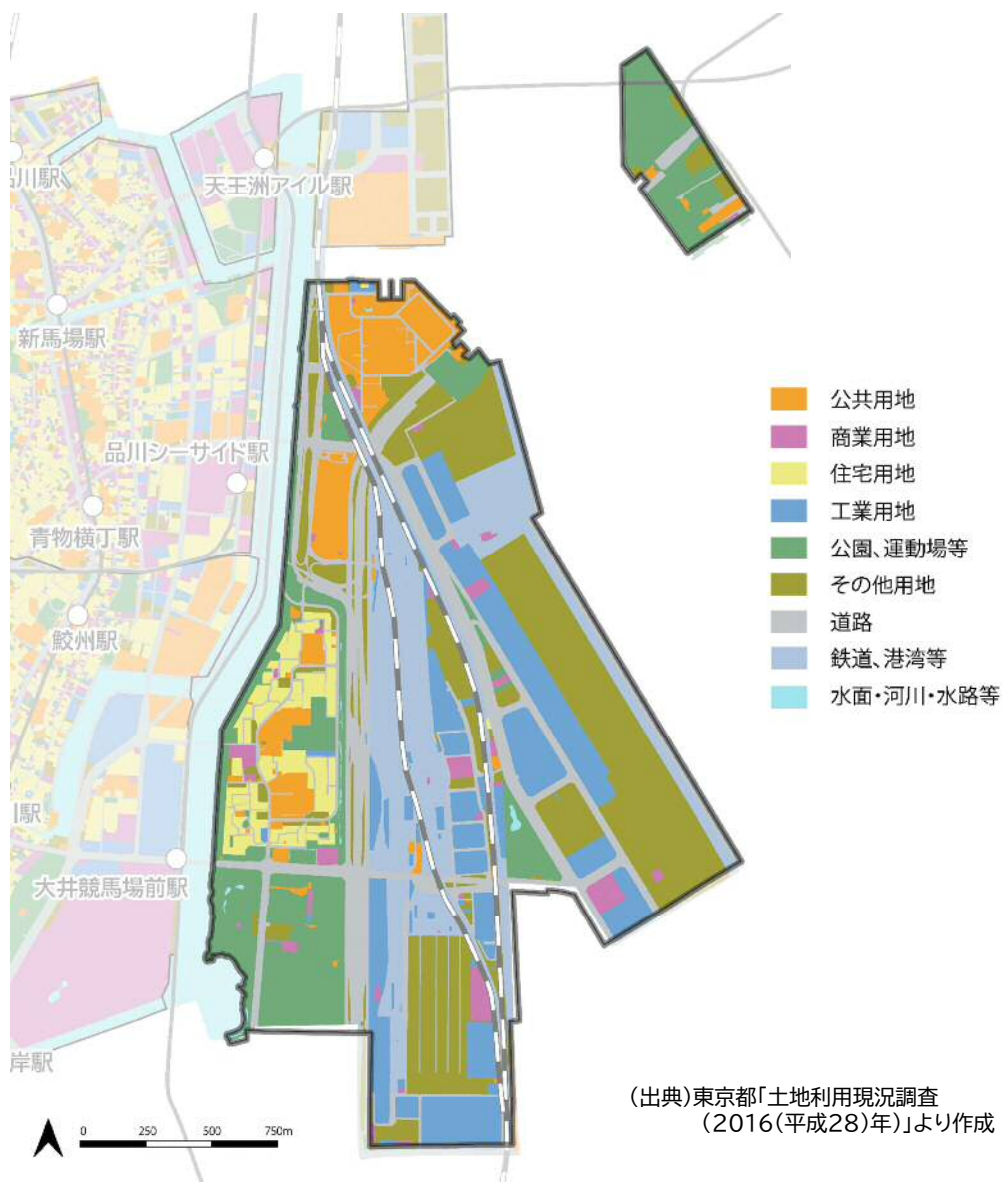 品川駅
天王洲アイル駅
新馬場駅
品川シーサイド駅
青物横丁駅
鮫洲駅
川駅
大井競馬場前駅
岸駅
公共用地
商業用地
住宅用地
工業用地
公園、運動場等
その他用地
道路
鉄道、港湾等
水面・河川・水路等
0 250 500 750m
(出典)東京都「土地利用現況調査
(2016(平成28)年)」より作成